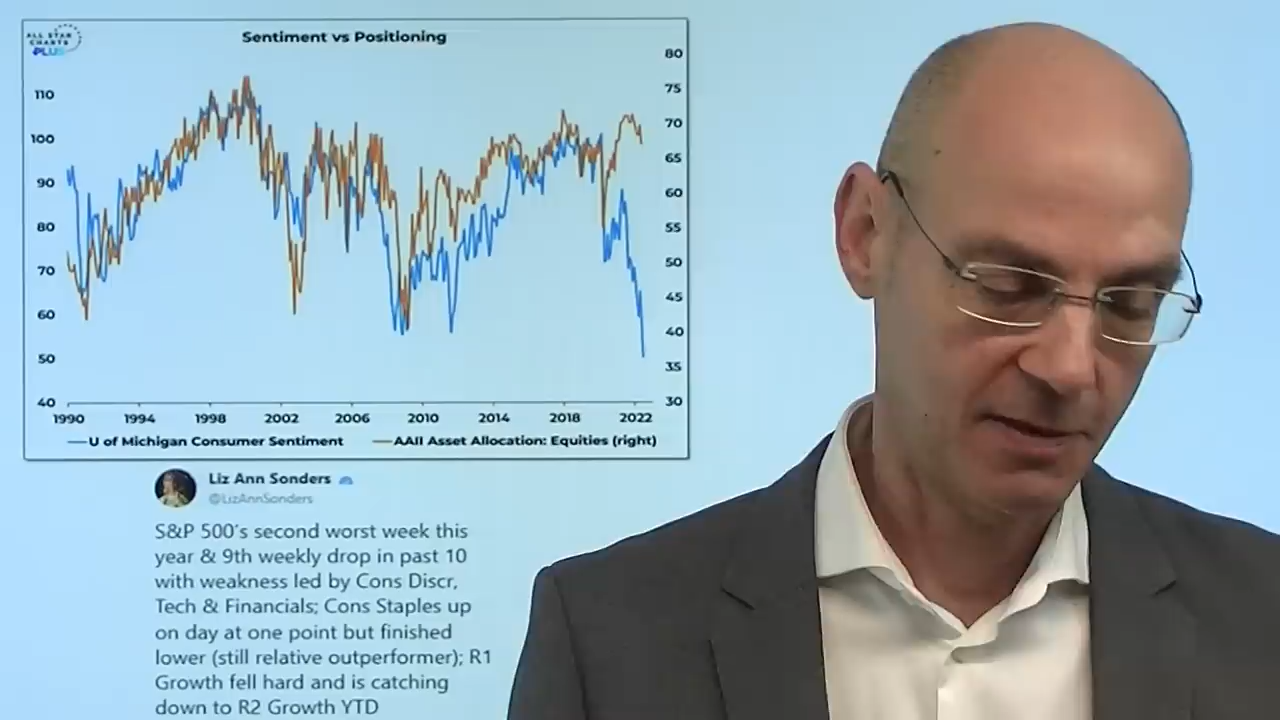 ALL STAR
CHARTS
PLUS
Sentiment vs Positioning
80
110
75
100
70
65
90
60
80
55
70
50
45
60
40
50
35
40
30
1990 1994 1998 2002 2006 2010 2014 2018 2022
U of Michigan Consumer Sentiment AAII Asset Allocation: Equities (right)
Liz Ann Sonders
@LizAnnSonders
S&P 500's second worst week this
year & 9th weekly drop in past 10
with weakness led by Cons Discr,
Tech & Financials; Cons Staples up
on day at one point but finished
lower (still relative outperformer); R1
Growth fell hard and is catching
down to R2 Growth YTD